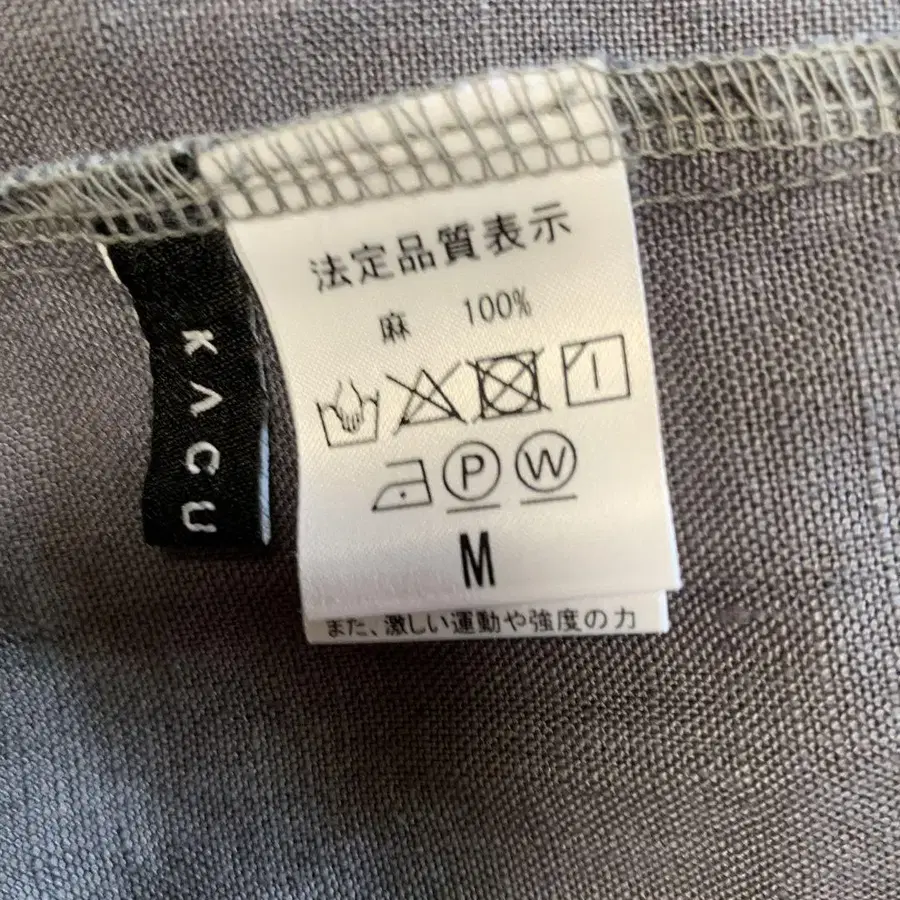 KACU
法定品質表示
麻 100%
P W
M
また、激しい運動や強度の力